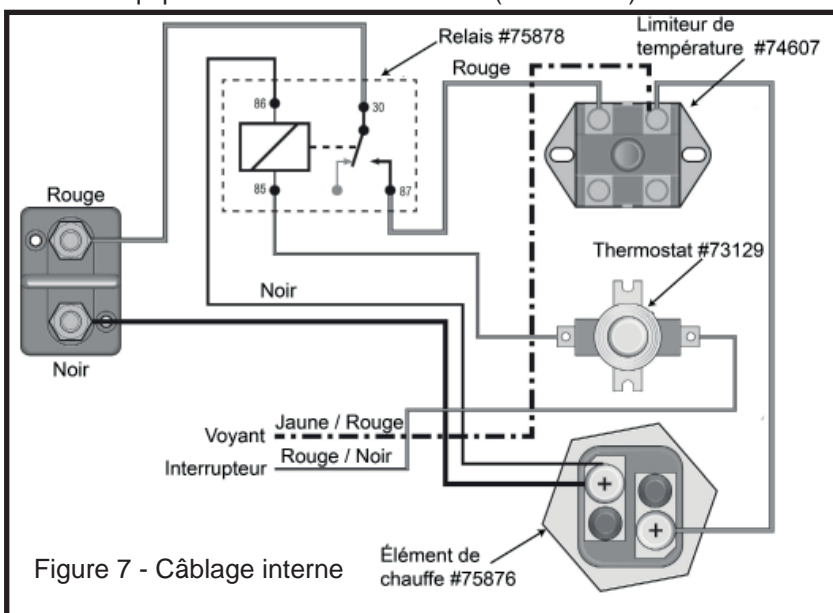 Relais #75878
Limiteur de
température #74607
Rouge
86
30
85
87
Rouge
Thermostat #73129
Noir
Noir
Voyant
Jaune / Rouge
Interrupteur
Rouge / Noir
Élément de
chauffe #75876
Figure 7 - Câblage interne